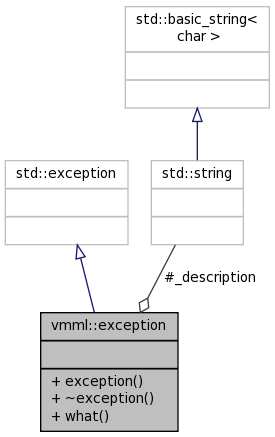 std::basic_string<
char >
std::exception
std::string
#_description
vmml::exception
+ exception()
+ ~exception()
+ what()